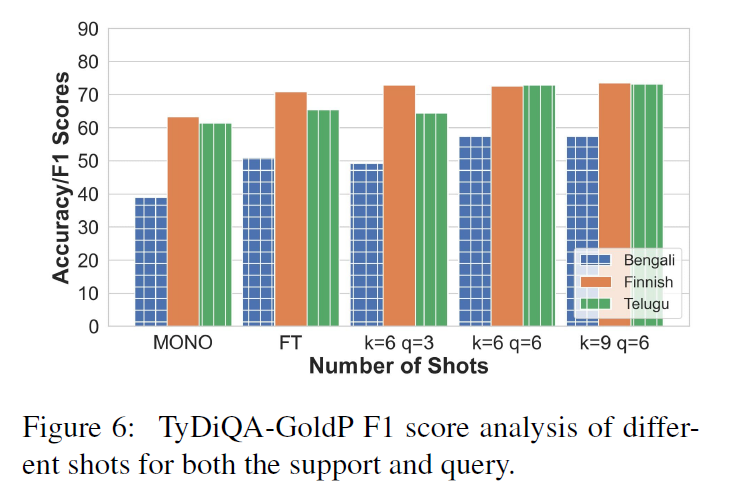 90
80
70
60
50
40
30
20
10
0
Accuracy/F1 Scores
Bengali
Finnish
Telugu
MONO FT k=6 q=3 k=6 q=6 k=9 q=6
Number of Shots
Figure 6: TyDiQA-GoldP F1 score analysis of differ-
ent shots for both the support and query.